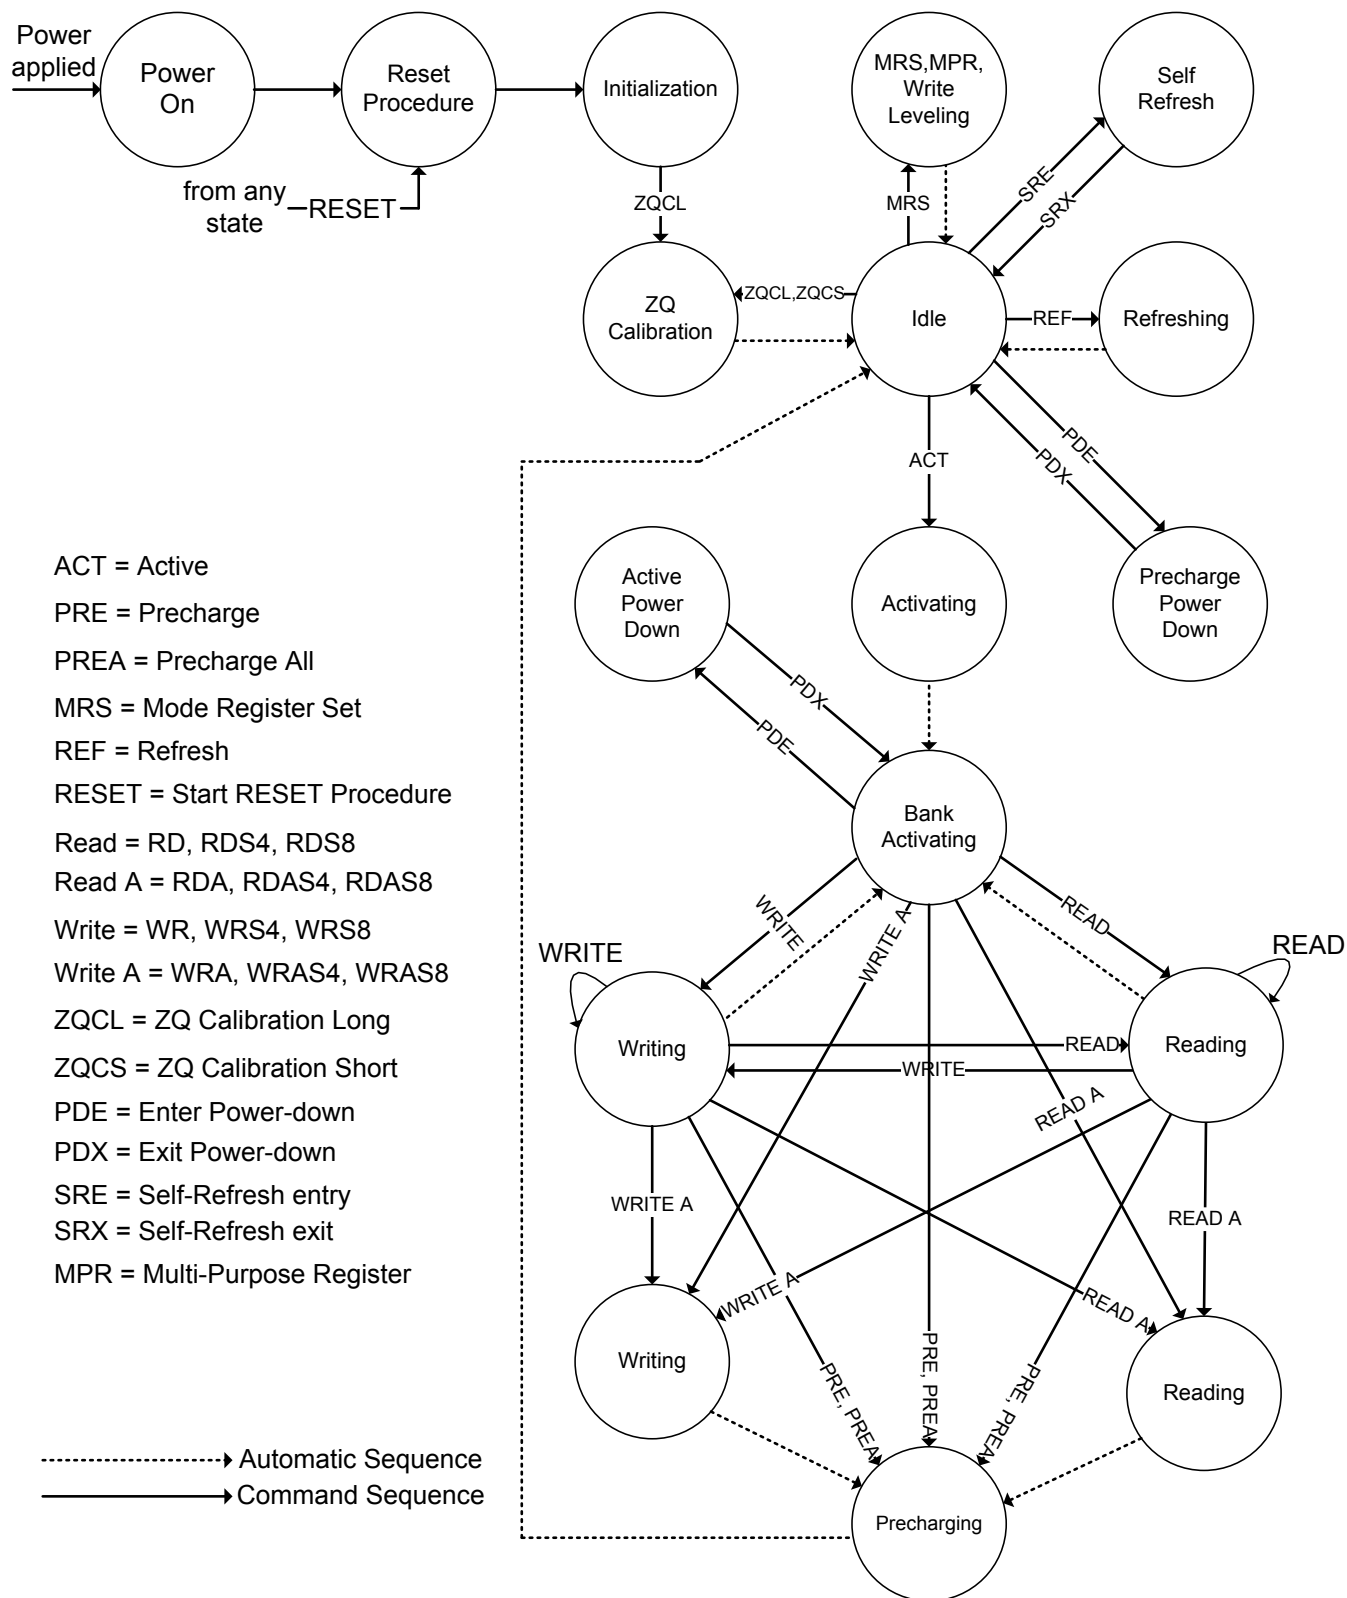 Power
applied
Power
On
Reset
Procedure
Initialization
MRS,MPR,
Write
Leveling
Self
Refresh
from any
state
RESET
ZQCL
MRS
SRE
SRX
ZQ
Calibration
ZQCL,ZQCS
Idle
REF
Refreshing
ACT
PDE
PDX
Active
Power
Down
Activating
Precharge
Power
Down
PDX
PDE
Bank
Activating
ACT = Active
PRE = Precharge
PREA = Precharge All
MRS = Mode Register Set
REF = Refresh
RESET = Start RESET Procedure
Read = RD, RDS4, RDS8
Read A = RDA, RDAS4, RDAS8
Write = WR, WRS4, WRS8
Write A = WRA, WRAS4, WRAS8
ZQCL = ZQ Calibration Long
ZQCS = ZQ Calibration Short
PDE = Enter Power-down
PDX = Exit Power-down
SRE = Self-Refresh entry
SRX = Self-Refresh exit
MPR = Multi-Purpose Register
WRITE
WRITE A
READ
WRITE
READ
Writing
READ
Reading
WRITE
READ A
WRITE A
READ A
WRITE A
READ A
Writing
PRE, PREA
PRE, PREA
PRE, PREA
Reading
Precharging
Automatic Sequence
Command Sequence